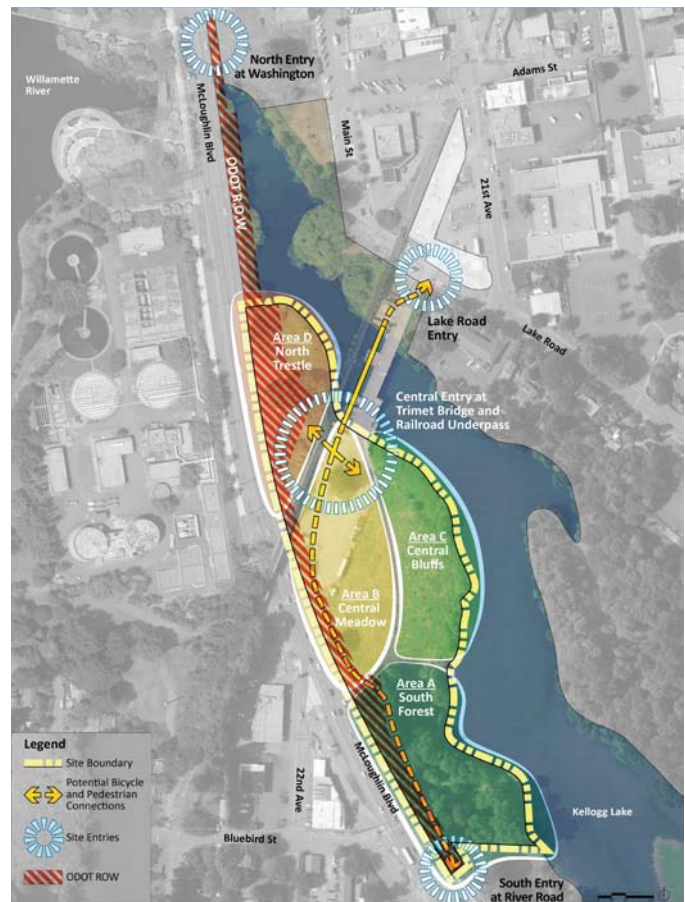 North Entry
at Washington
Willamette
River
Adams St
McLoughlin Blvd
Main St
ODOT R.O.W
21st Ave
Lake Road
Entry
Lake Road
Area D
North
Trestle
Central Entry at
Trimet Bridge and
Railroad Underpass
Area C
Central
Bluffs
Area B
Central
Meadow
Area A
South
Forest
Legend
Site Boundary
Potential Bicycle
and Pedestrian
Connections
Site Entries
ODOT ROW
22nd Ave
McLoughlin Blvd
Bluebird St
Kellogg Lake
South Entry
at River Road